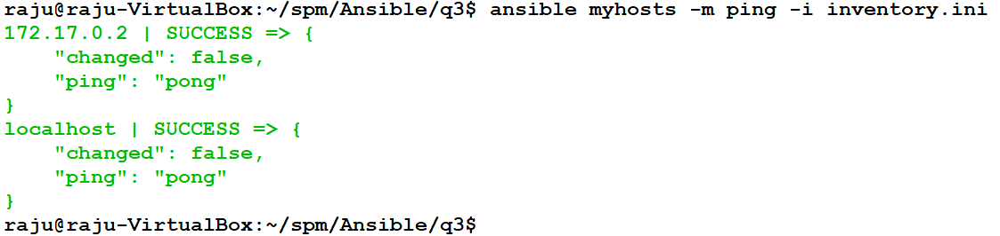 raju@raju-VirtualBox:~/spm/Ansible/q3$ ansible myhosts -m ping -i inventory.ini
172.17.0.2 | SUCCESS => {
    "changed": false,
    "ping": "pong"
}
localhost | SUCCESS => {
    "changed": false,
    "ping": "pong"
}
raju@raju-VirtualBox:~/spm/Ansible/q3$